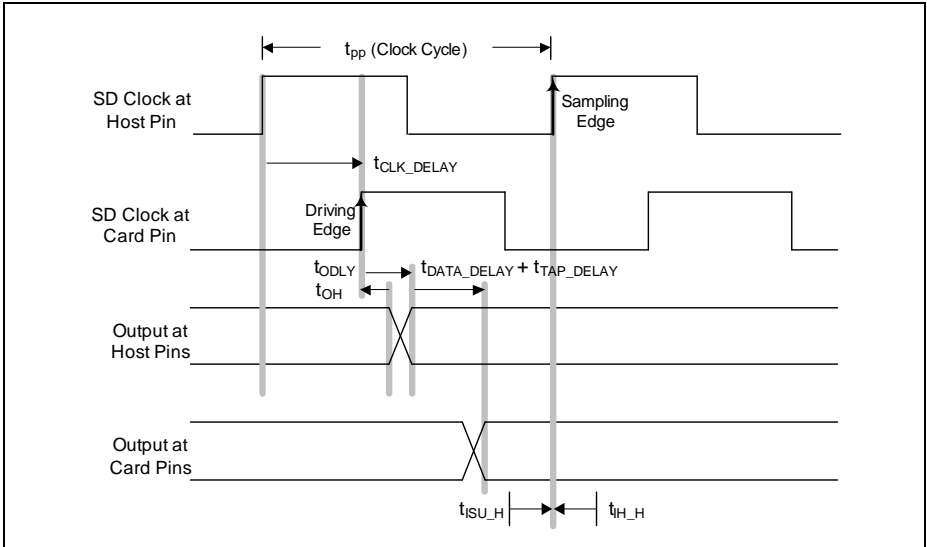 t_pp (Clock Cycle)
SD Clock at
Host Pin
Sampling
Edge
t_CLK_DELAY
SD Clock at
Card Pin
Driving
Edge
t_ODLY
t_DATA_DELAY + t_TAP_DELAY
t_OH
Output at
Host Pins
Output at
Card Pins
t_ISU_H
t_IH_H